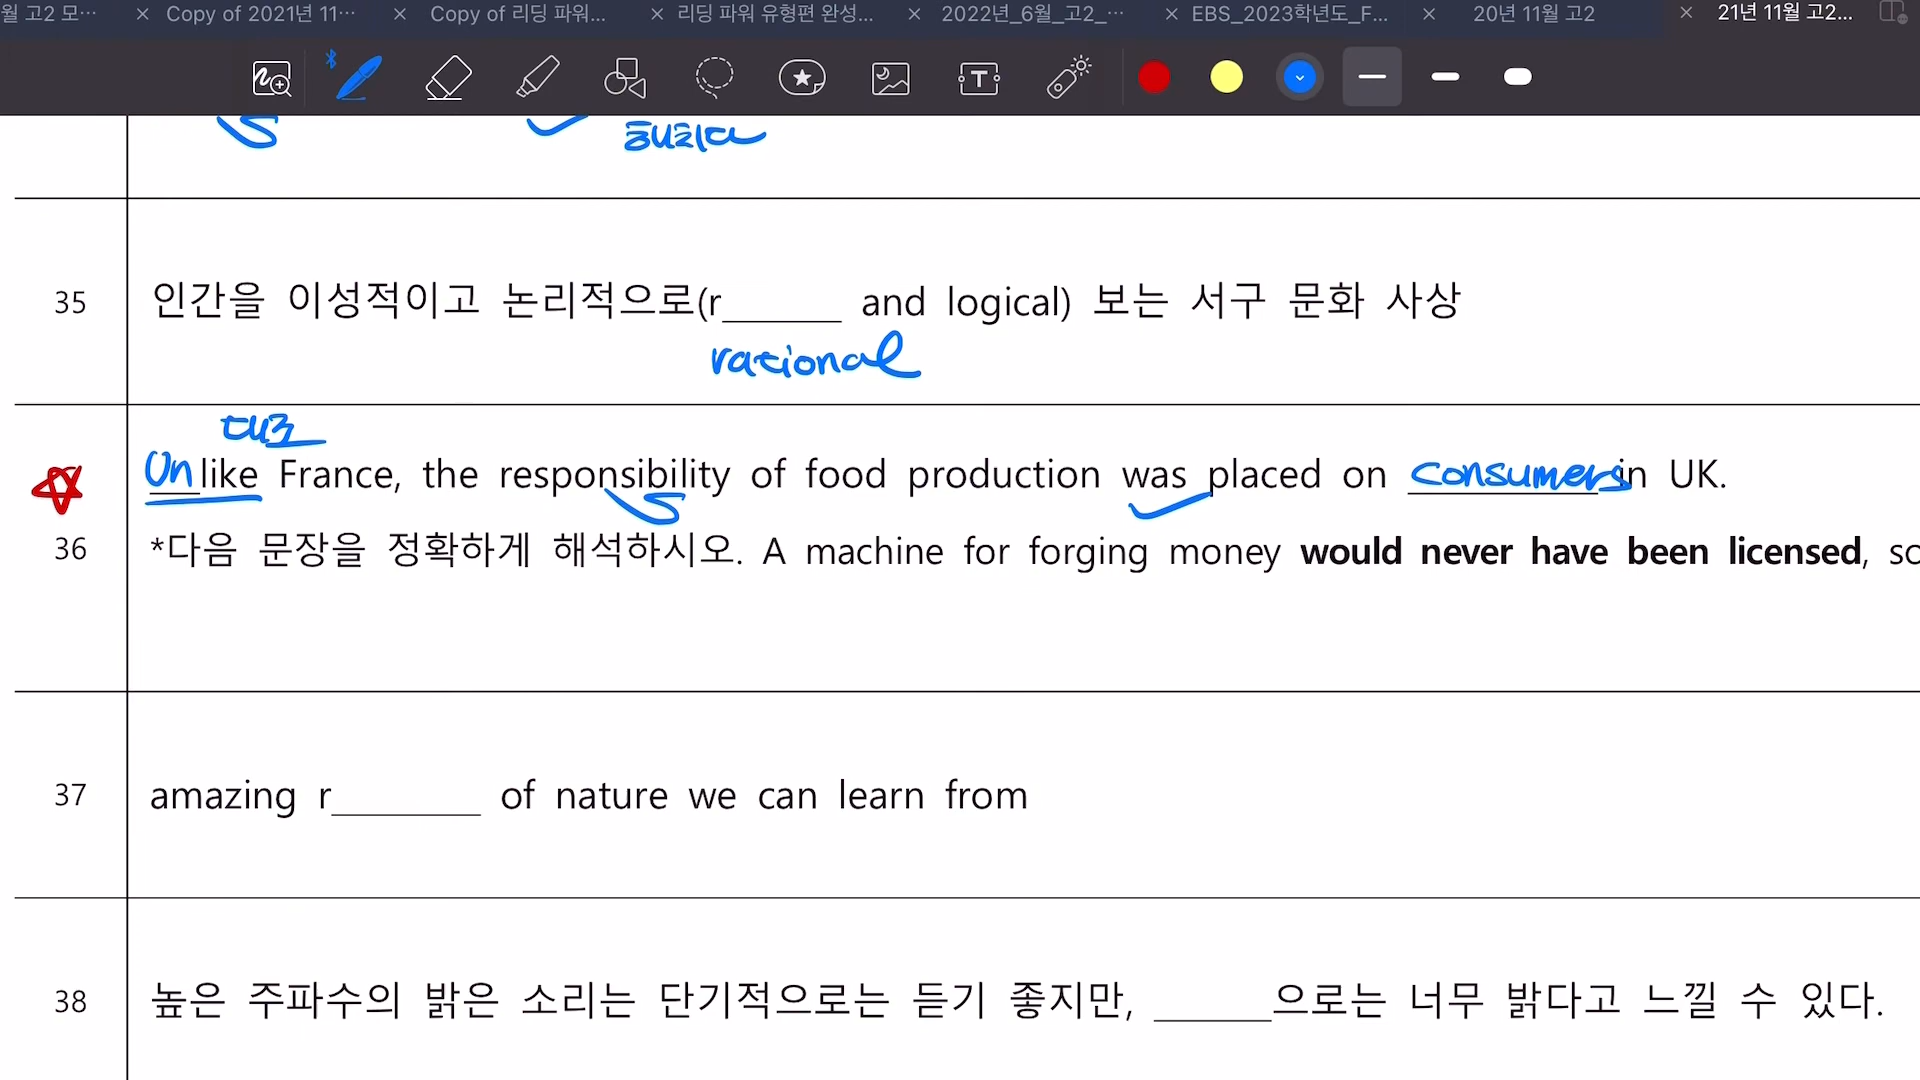 월 고2 모··· × Copy of 2021년 11··· × Copy of 리딩 파워... × 리딩 파워 유형편 완성... × 2022년_6월_고2_··· × EBS_2023학년도_F... × 20년 11월 고2 × 21년 11월 고2...
해치다
35 인간을 이성적이고 논리적으로(r______ and logical) 보는 서구 문화 사상
rational
대조
Unlike France, the responsibility of food production was placed on consumers in UK.
36 *다음 문장을 정확하게 해석하시오. A machine for forging money would never have been licensed, so
37 amazing r________ of nature we can learn from
38 높은 주파수의 밝은 소리는 단기적으로는 듣기 좋지만, ______으로는 너무 밝다고 느낄 수 있다.